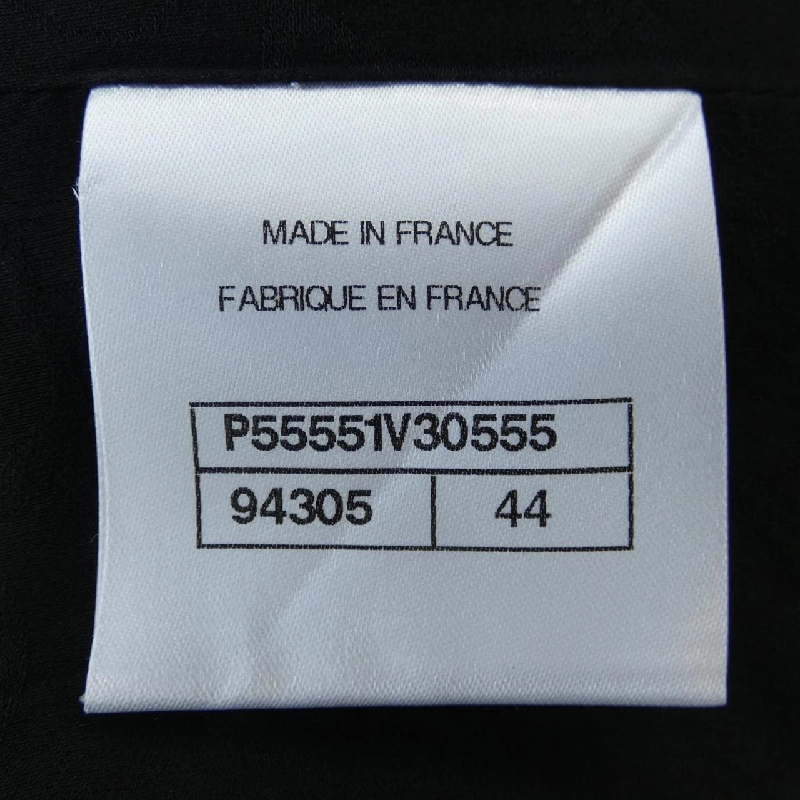 MADE IN FRANCE
FABRIQUE EN FRANCE
P55551V30555
94305 44